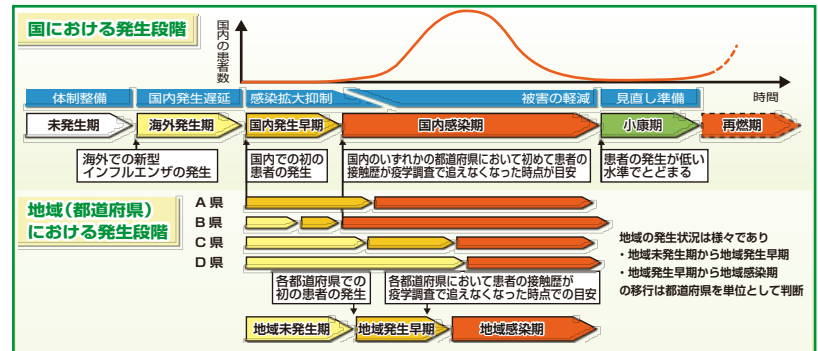 国における発生段階
国内の患者数
体制整備
国内発生遅延
感染拡大抑制
被害の軽減
見直し準備
時間
未発生期
海外発生期
国内発生早期
国内感染期
小康期
再燃期
海外での新型
インフルエンザの発生
国内での初の
患者の発生
国内のいずれかの都道府県において初めて患者の
接触歴が疫学調査で追えなくなった時点が目安
患者の発生が低い
水準でとどまる
地域(都道府県)
における発生段階
A 県
B 県
C 県
D 県
地域の発生状況は様々であり
・地域未発生期から地域発生早期
・地域発生早期から地域感染期
の移行は都道府県を単位として判断
各都道府県での
初の患者の発生
各都道府県において患者の接触歴が
疫学調査で追えなくなった時点での目安
地域未発生期
地域発生早期
地域感染期